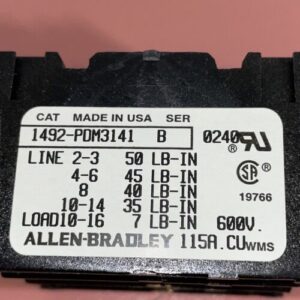 CAT MADE IN USA SER
1492-PDM3141 B 0240
LINE 2-3 50 LB-IN
4-6 45 LB-IN
8 40 LB-IN
10-14 35 LB-IN
LOAD10-16 7 LB-IN 600V.
ALLEN-BRADLEY 115A.CU WMS
RU
SA
19766